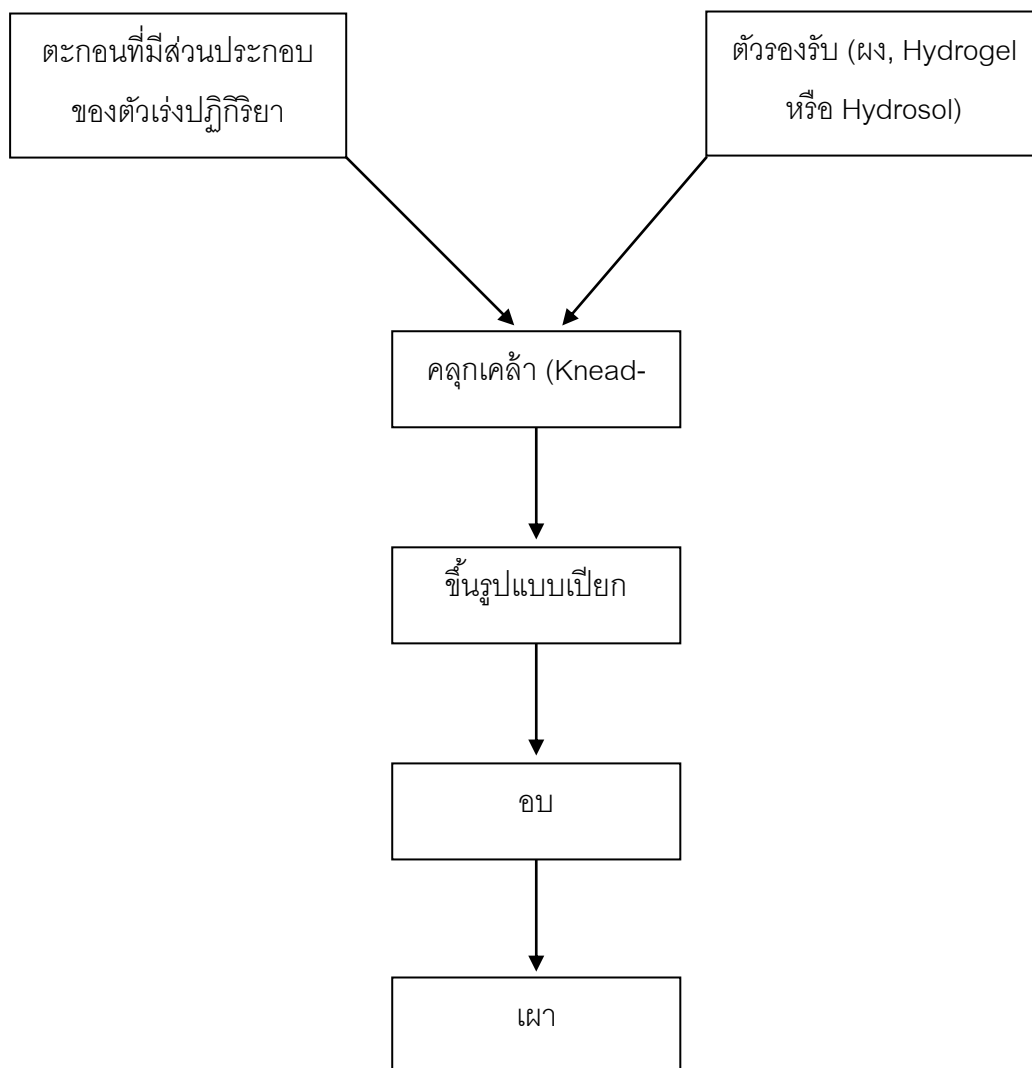 ตะกอนที่มีส่วนประกอบ
ของตัวเร่งปฏิกิริยา
ตัวรองรับ (ผง, Hydrogel
หรือ Hydrosol)
คลุกเคล้า (Knead-
ขึ้นรูปแบบเปียก
อบ
เผา